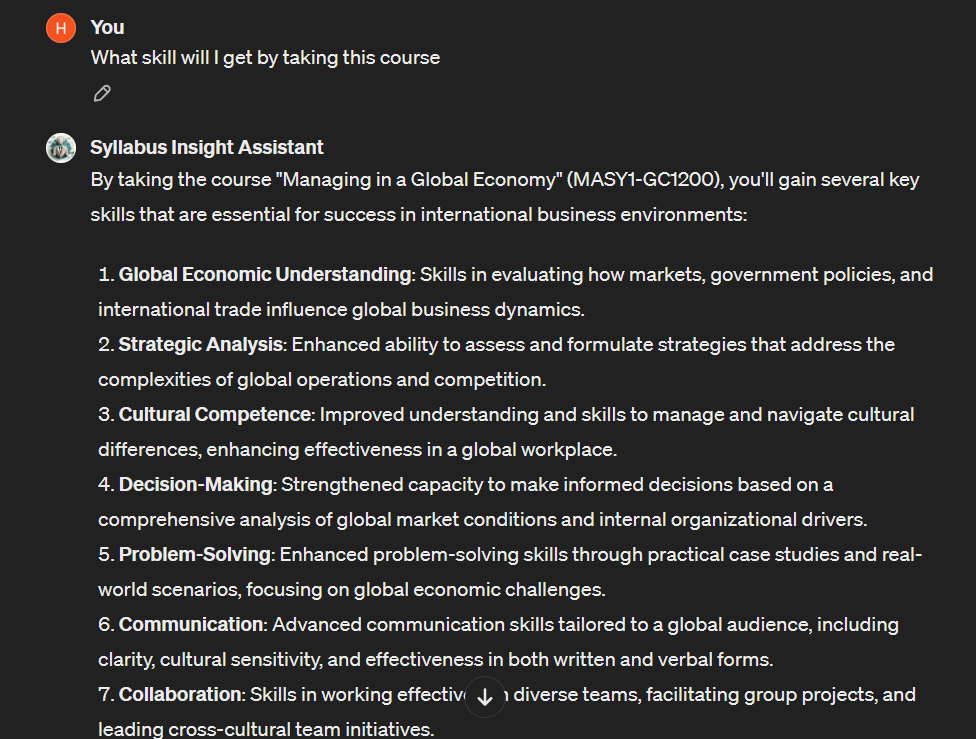 H
You
What skill will I get by taking this course
Syllabus Insight Assistant
By taking the course "Managing in a Global Economy" (MASY1-GC1200), you'll gain several key
skills that are essential for success in international business environments:
1. Global Economic Understanding: Skills in evaluating how markets, government policies, and
international trade influence global business dynamics.
2. Strategic Analysis: Enhanced ability to assess and formulate strategies that address the
complexities of global operations and competition.
3. Cultural Competence: Improved understanding and skills to manage and navigate cultural
differences, enhancing effectiveness in a global workplace.
4. Decision-Making: Strengthened capacity to make informed decisions based on a
comprehensive analysis of global market conditions and internal organizational drivers.
5. Problem-Solving: Enhanced problem-solving skills through practical case studies and real-
world scenarios, focusing on global economic challenges.
6. Communication: Advanced communication skills tailored to a global audience, including
clarity, cultural sensitivity, and effectiveness in both written and verbal forms.
7. Collaboration: Skills in working diverse teams, facilitating group projects, and
leading cross-cultural team initiatives.